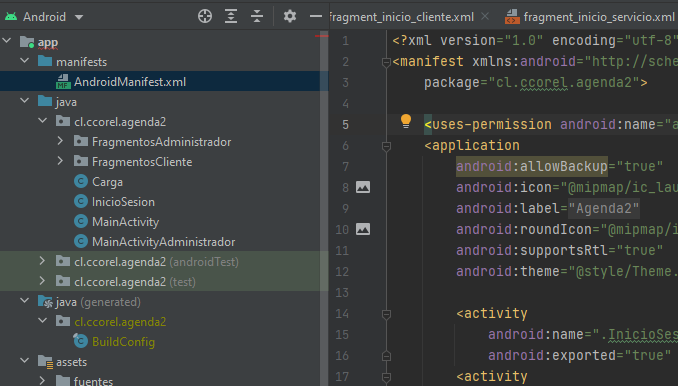 Android
app
manifests
AndroidManifest.xml
java
cl.ccorel.agenda2
FragmentosAdministrador
FragmentosCliente
Carga
InicioSesion
MainActivity
MainActivityAdministrador
cl.ccorel.agenda2 (androidTest)
cl.ccorel.agenda2 (test)
java (generated)
cl.ccorel.agenda2
BuildConfig
assets
fuentes
fragment_inicio_cliente.xml
fragment_inicio_servicio.xml
1 <?xml version="1.0" encoding="utf-8"
2 <manifest xmlns:android="http://sche
3 package="cl.ccorel.agenda2">
4
5 <uses-permission android:name="a
6 <application
7 android:allowBackup="true"
8 android:icon="@mipmap/ic_lau
9 android:label="Agenda2"
10 android:roundIcon="@mipmap/i
11 android:supportsRtl="true"
12 android:theme="@style/Theme.
13
14 <activity
15 android:name=".InicioSes
16 android:exported="true"
17 <activity